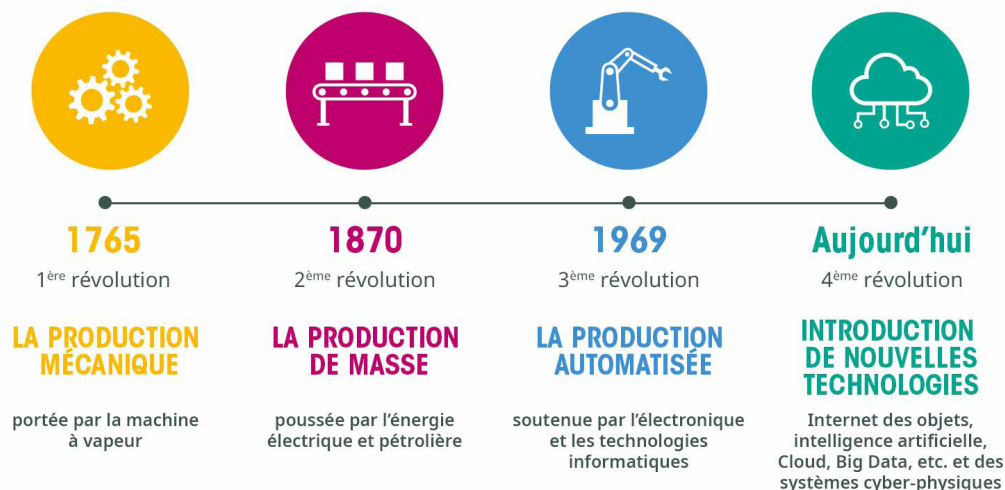 1765
1ère révolution
LA PRODUCTION
MÉCANIQUE
portée par la machine
à vapeur
1870
2ème révolution
LA PRODUCTION
DE MASSE
poussée par l’énergie
électrique et pétrolière
1969
3ème révolution
LA PRODUCTION
AUTOMATISÉE
soutenue par l’électronique
et les technologies
informatiques
Aujourd’hui
4ème révolution
INTRODUCTION
DE NOUVELLES
TECHNOLOGIES
Internet des objets,
intelligence artificielle,
Cloud, Big Data, etc. et des
systèmes cyber-physiques